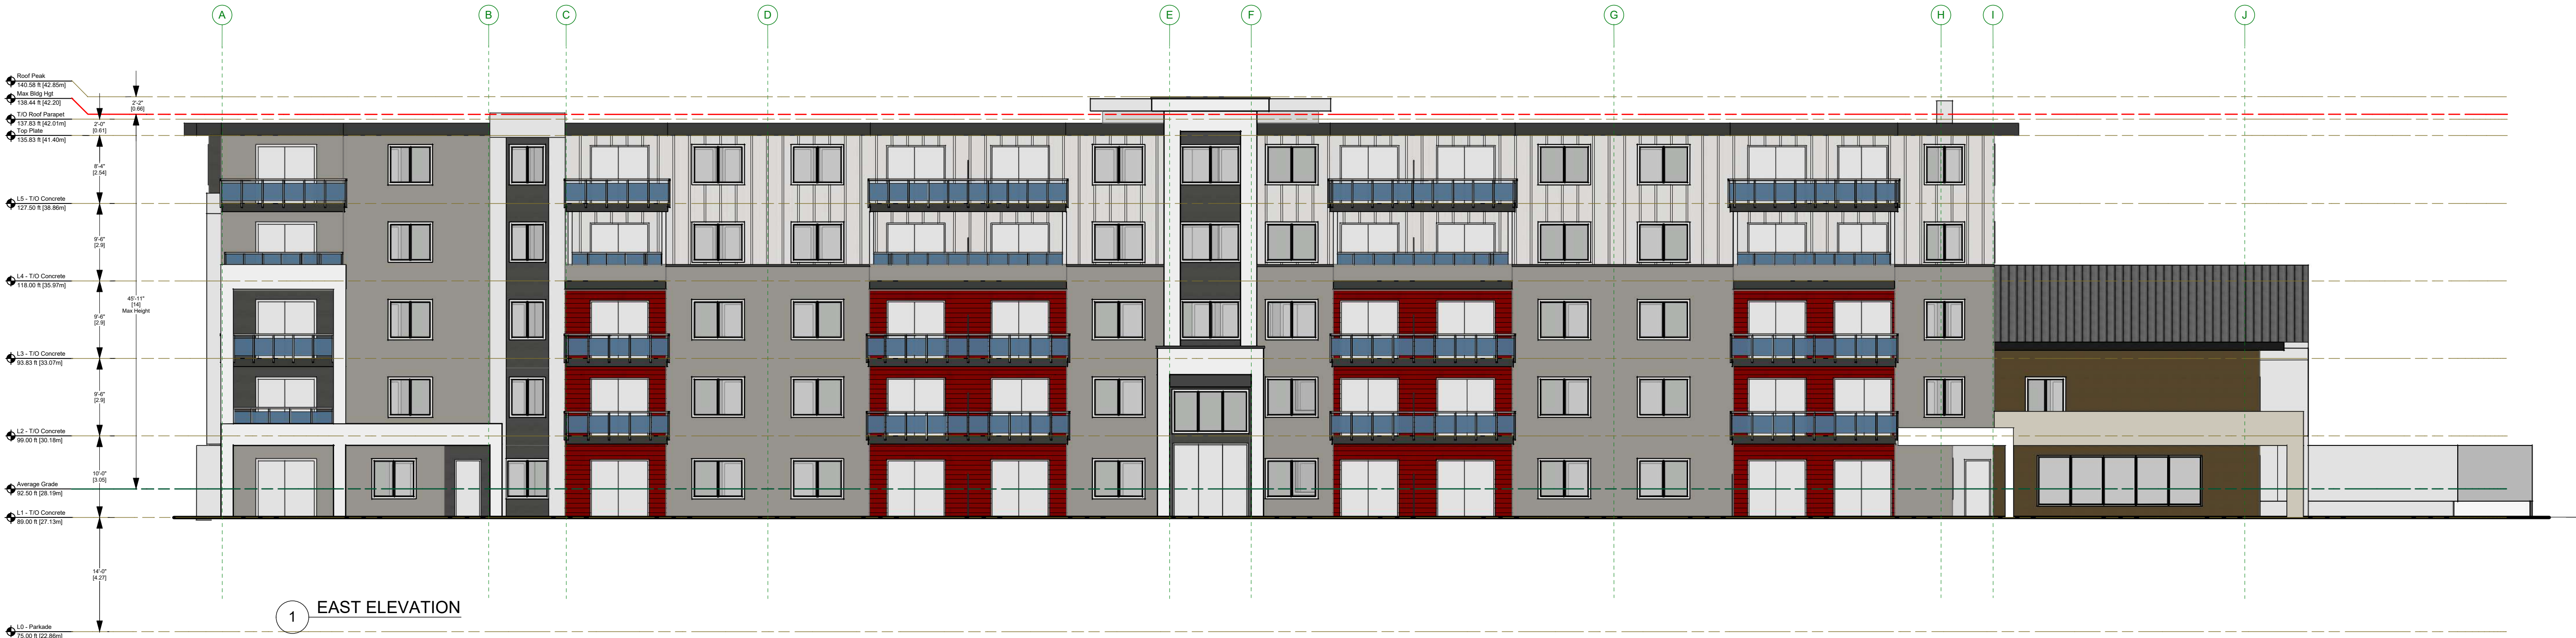 A B C D E F G H I J
Roof Peak
140.58 ft [42.85m]
Max Bldg Hgt
138.44 ft [42.20]
T/O Roof Parapet
137.83 ft [42.01m]
Top Plate
135.83 ft [41.40m]
2'-2"
[0.66]
2'-0"
[0.61]
8'-4"
[2.54]
L5 - T/O Concrete
127.50 ft [38.86m]
9'-6"
[2.9]
L4 - T/O Concrete
118.00 ft [35.97m]
45'-11"
[14]
Max Height
9'-6"
[2.9]
L3 - T/O Concrete
93.83 ft [33.07m]
9'-6"
[2.9]
L2 - T/O Concrete
99.00 ft [30.18m]
10'-0"
[3.05]
Average Grade
92.50 ft [28.19m]
L1 - T/O Concrete
89.00 ft [27.13m]
14'-0"
[4.27]
1 EAST ELEVATION
L0 - Parkade
75.00 ft [22.86m]